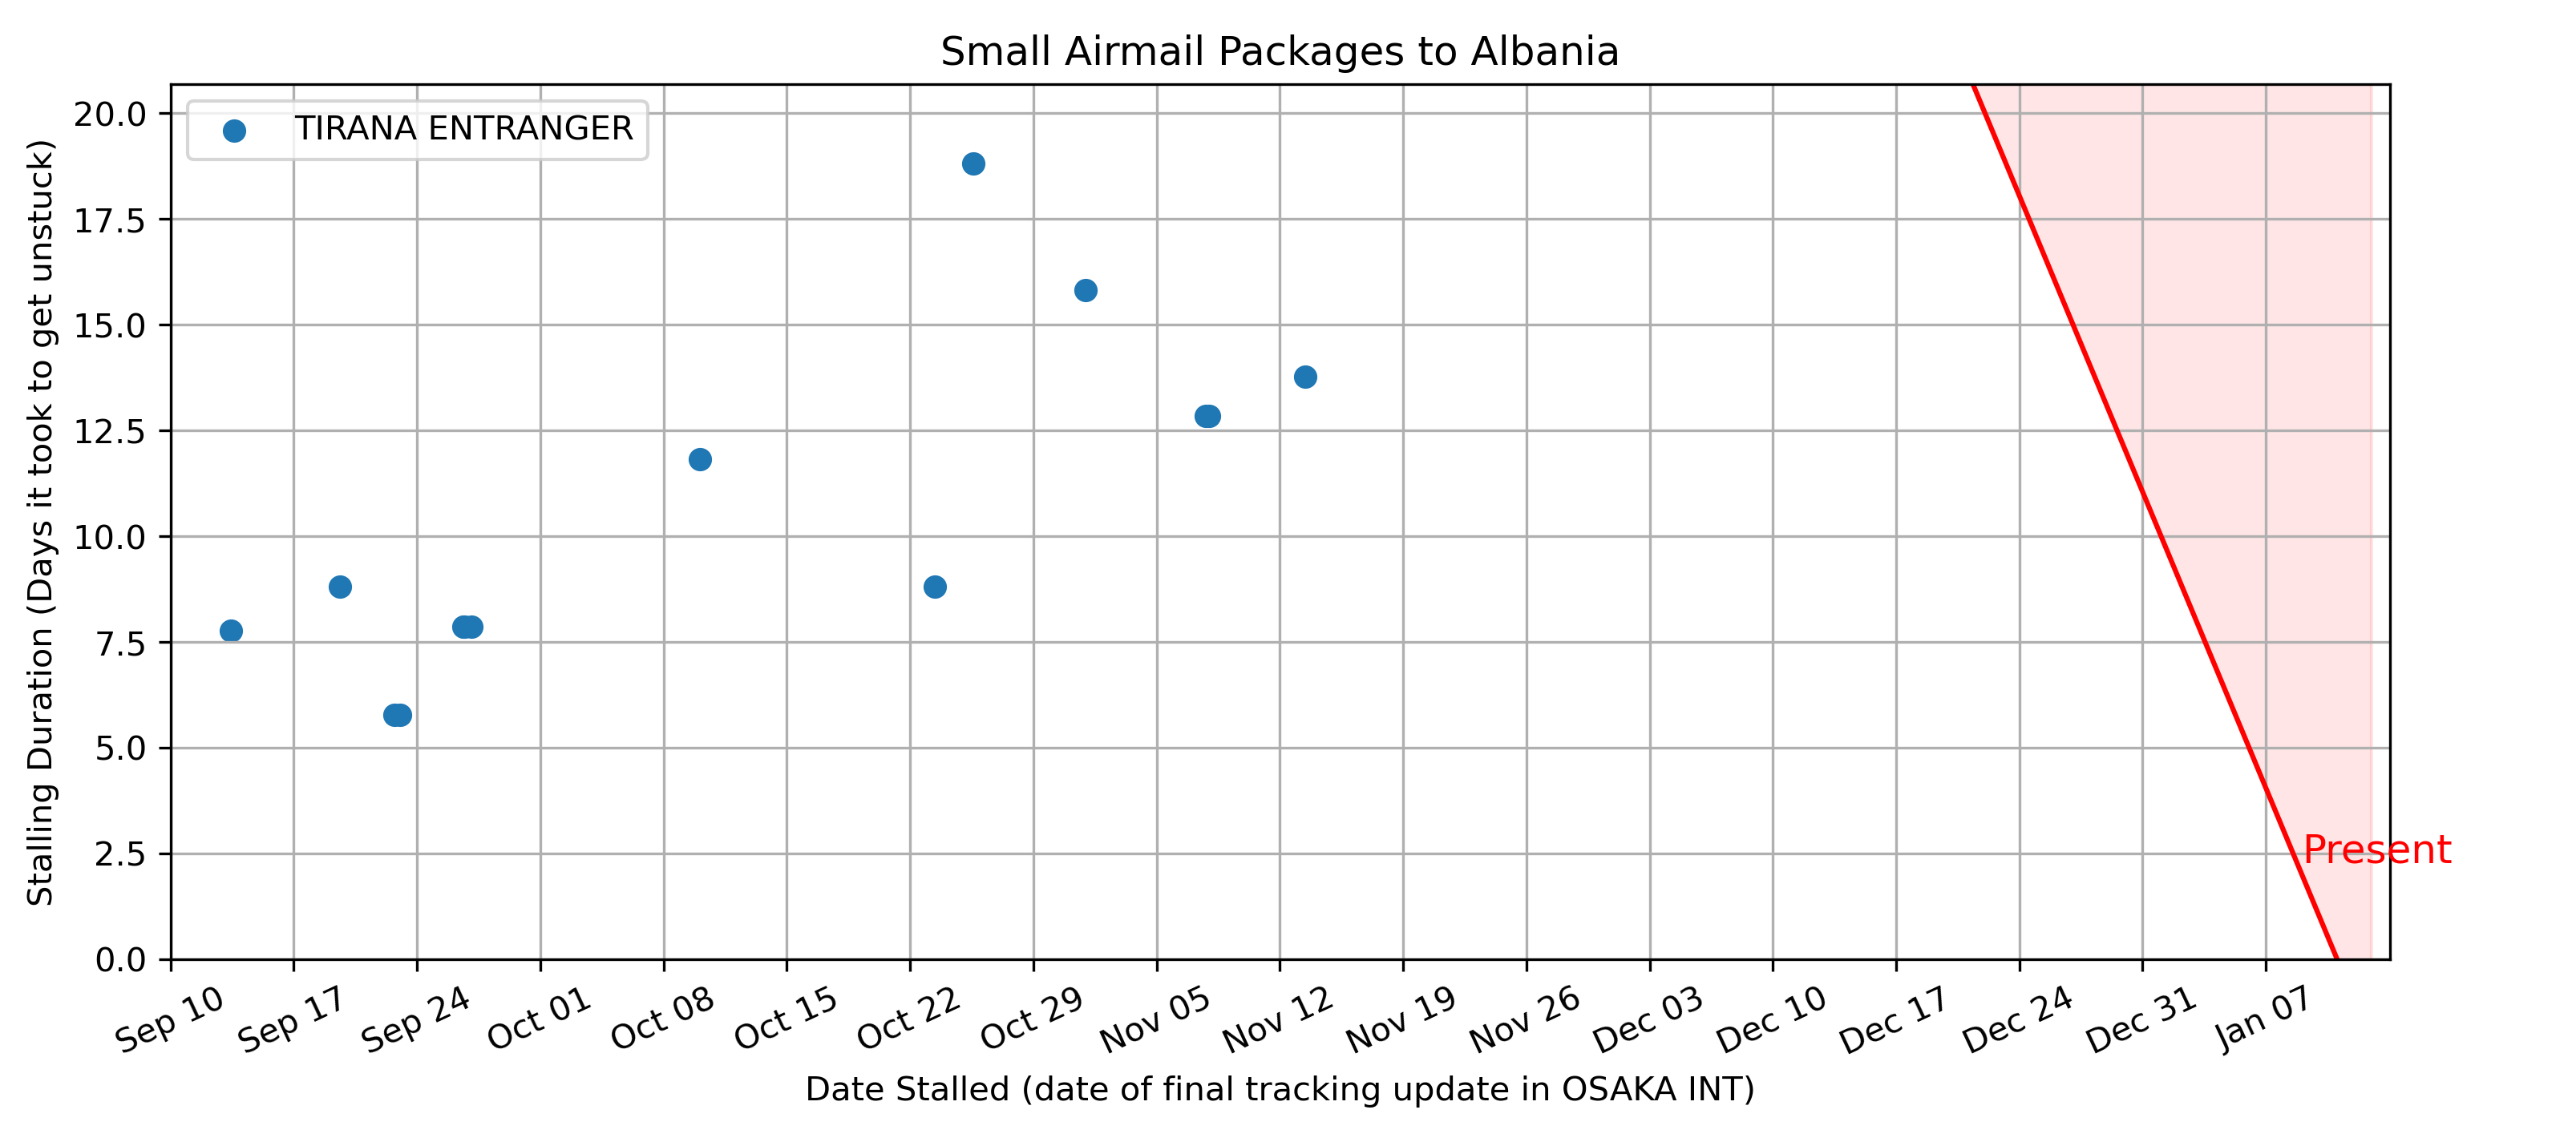 Small Airmail Packages to Albania
TIRANA ENTRANGER
Stalling Duration (Days it took to get unstuck)
20.0
17.5
15.0
12.5
10.0
7.5
5.0
2.5
0.0
Present
Sep 10
Sep 17
Sep 24
Oct 01
Oct 08
Oct 15
Oct 22
Oct 29
Nov 05
Nov 12
Nov 19
Nov 26
Dec 03
Dec 10
Dec 17
Dec 24
Dec 31
Jan 07
Date Stalled (date of final tracking update in OSAKA INT)